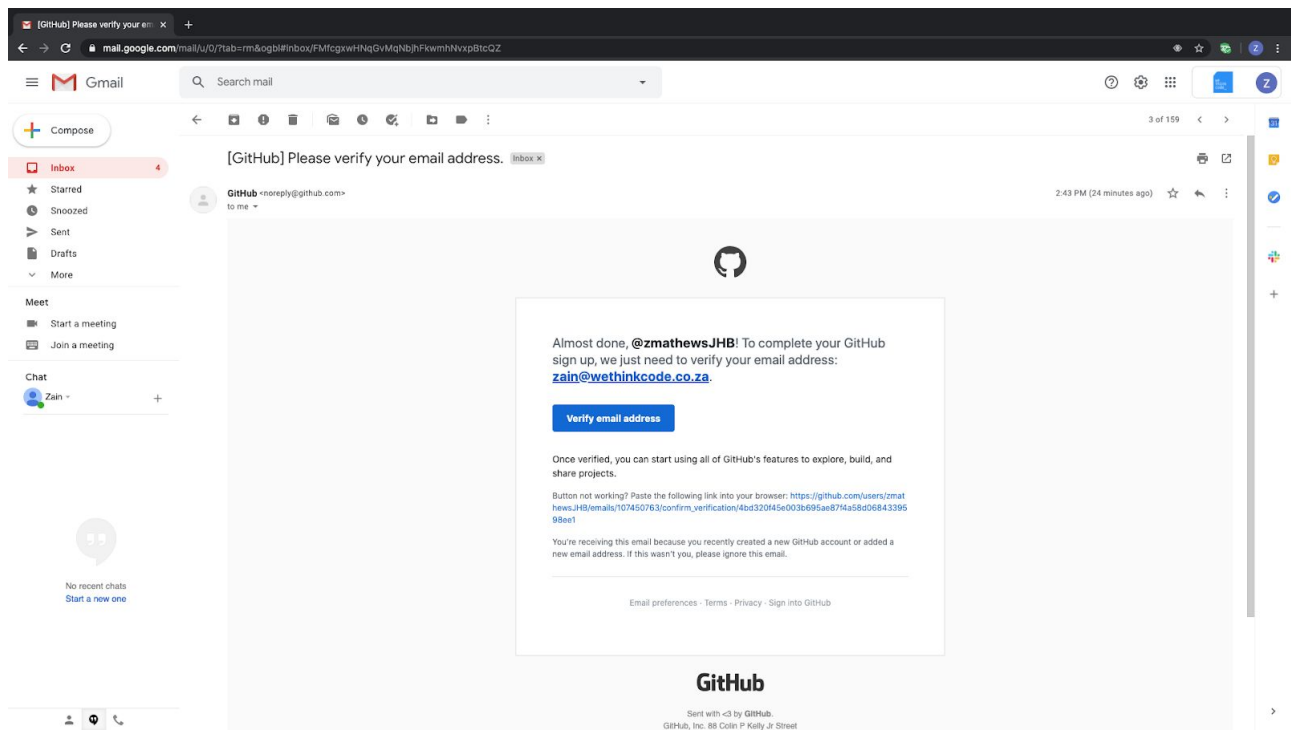 [GitHub] Please verify your em
mail.google.com/mail/u/0/?tab=rm&ogbl#inbox/FMfcgxwHNqGvMqNbjhFkwmhNvxpBtcQZ
Z
Gmail
Search mail
Z
Compose
3 of 159
Inbox 4
Starred
Snoozed
Sent
Drafts
More
Meet
Start a meeting
Join a meeting
Chat
Zain
No recent chats
Start a new one
[GitHub] Please verify your email address. Inbox x
GitHub <noreply@github.com>
2:43 PM (24 minutes ago)
to me
Almost done, @zmathewsJHB! To complete your GitHub
sign up, we just need to verify your email address:
zain@wethinkcode.co.za.
Verify email address
Once verified, you can start using all of GitHub's features to explore, build, and
share projects.
Button not working? Paste the following link into your browser: https://github.com/users/zmat
hewsJHB/emails/107450763/confirm_verification/4bd320f45e003b695ae87f4a58d06843395
98ee1
You're receiving this email because you recently created a new GitHub account or added a
new email address. If this wasn't you, please ignore this email.
Email preferences · Terms · Privacy · Sign into GitHub
GitHub
Sent with <3 by GitHub.
GitHub, Inc. 88 Colin P Kelly Jr Street